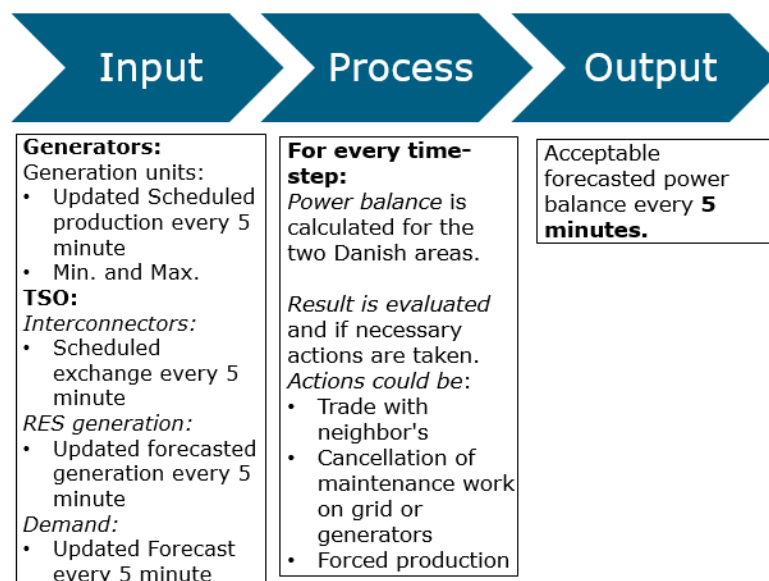 Input
Process
Output
Generators:
Generation units:
• Updated Scheduled
production every 5
minute
• Min. and Max.
TSO:
Interconnectors:
• Scheduled
exchange every 5
minute
RES generation:
• Updated forecasted
generation every 5
minute
Demand:
• Updated Forecast
every 5 minute
For every time-
step:
Power balance is
calculated for the
two Danish areas.
Result is evaluated
and if necessary
actions are taken.
Actions could be:
• Trade with
neighbor's
• Cancellation of
maintenance work
on grid or
generators
• Forced production
Acceptable
forecasted power
balance every 5
minutes.